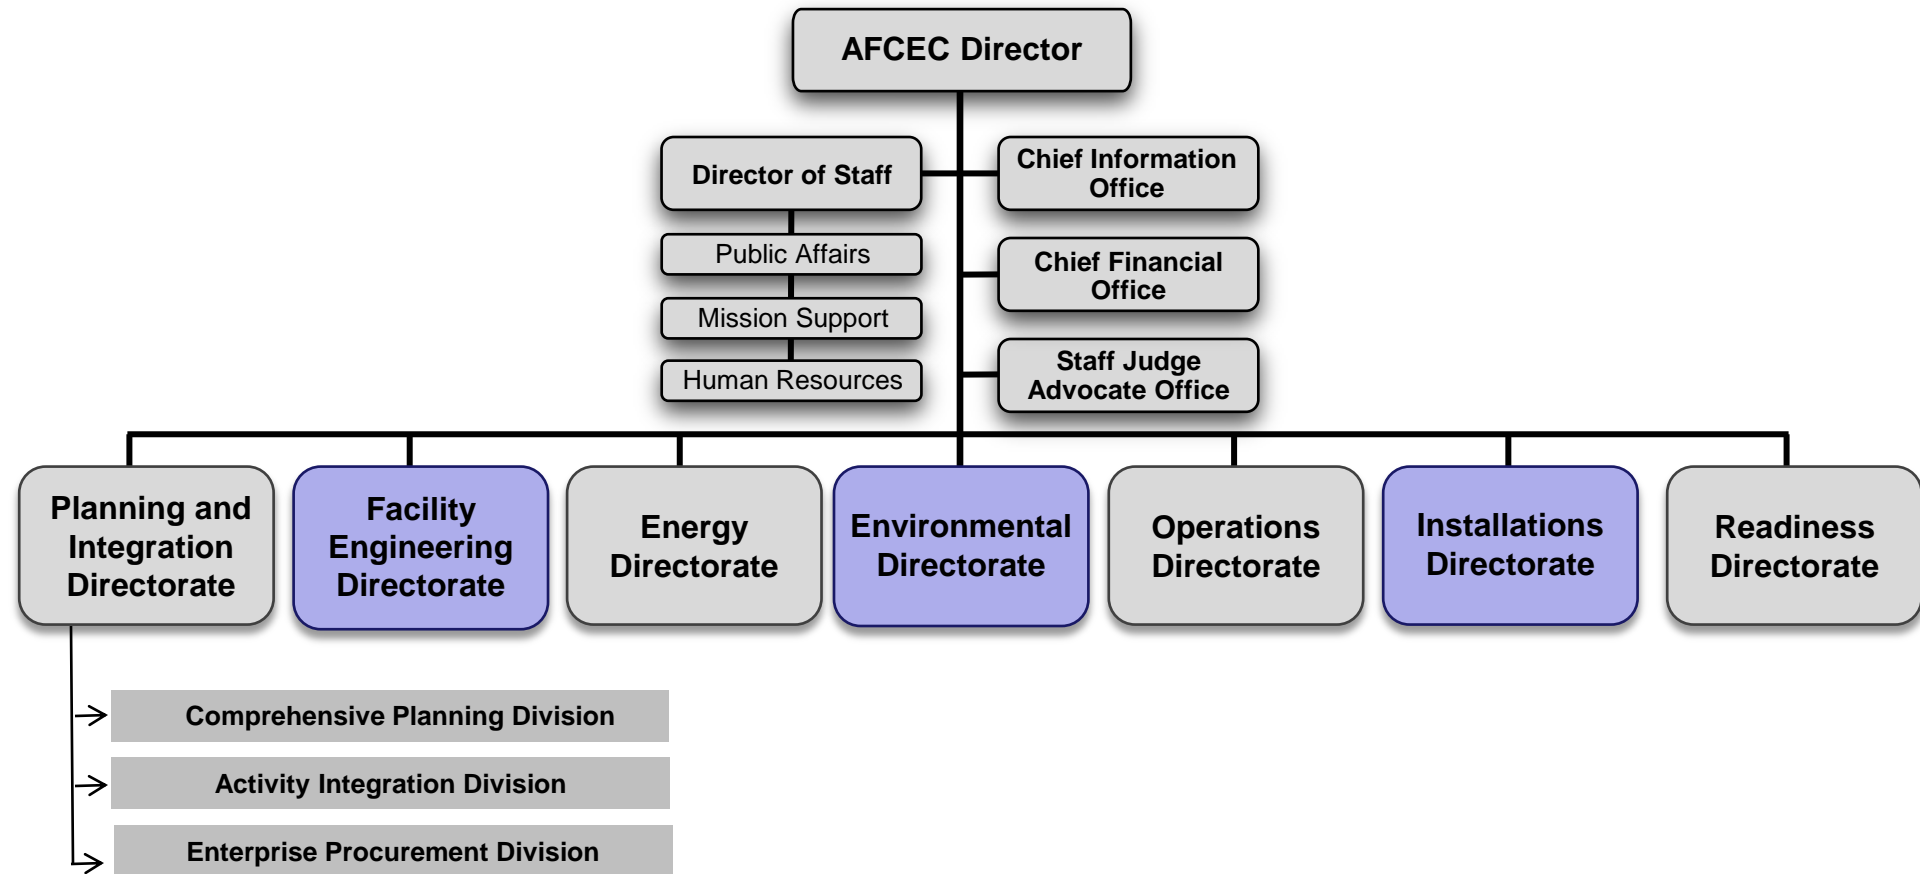 AFCEC Director
Director of Staff
Chief Information
Office
Public Affairs
Chief Financial
Office
Mission Support
Human Resources
Staff Judge
Advocate Office
Planning and
Integration
Directorate
Facility
Engineering
Directorate
Energy
Directorate
Environmental
Directorate
Operations
Directorate
Installations
Directorate
Readiness
Directorate
Comprehensive Planning Division
Activity Integration Division
Enterprise Procurement Division